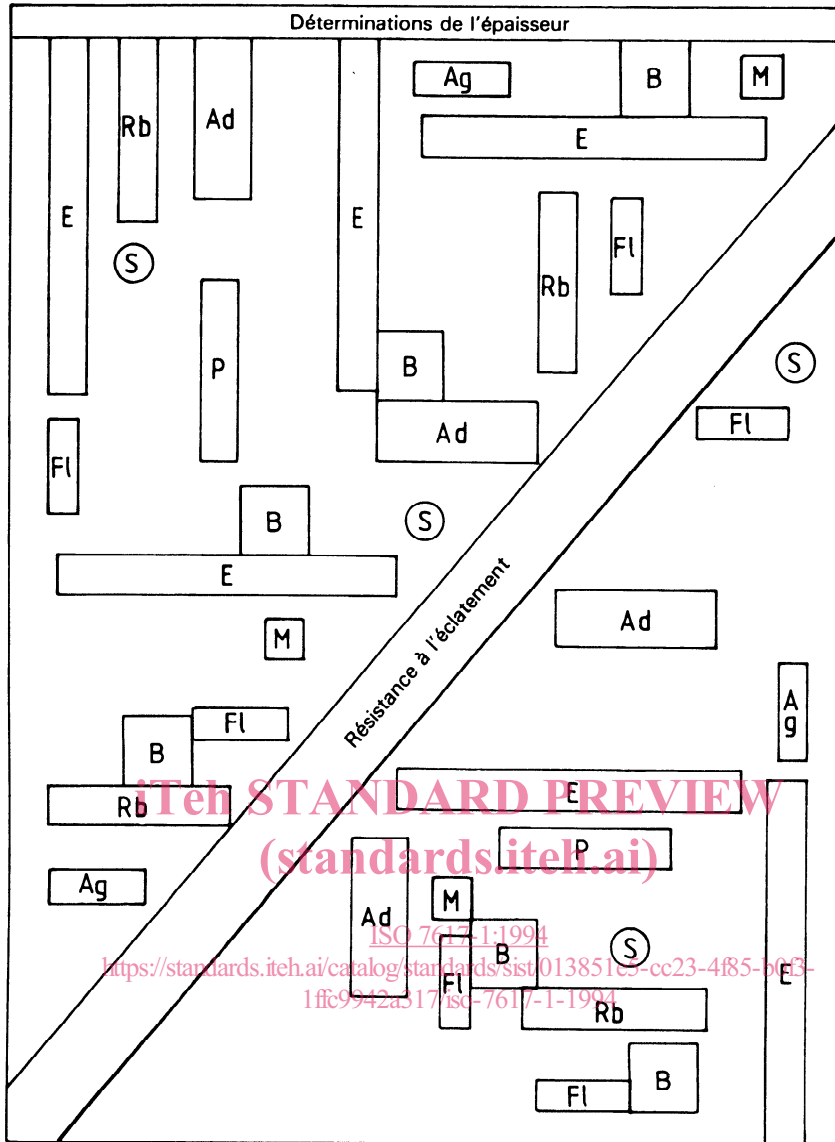 Déterminations de l'épaisseur
Ag
B
M
Rb
Ad
E
E
E
Fl
S
Rb
P
B
S
Ad
Fl
Fl
B
S
E
Ad
M
Résistance à l'éclatement
Ag
Fl
B
iTeh STANDARD PREVIEW
E
Rb
(standards.iteh.ai)
P
Ag
M
Ad
ISO 7617-1:1994
S
B
https://standards.iteh.ai/catalog/standards/sist/013851c5-cc23-4f85-b0f3-
E
Fl
1ffc9942a317/iso-7617-1-1994
Rb
B
Fl